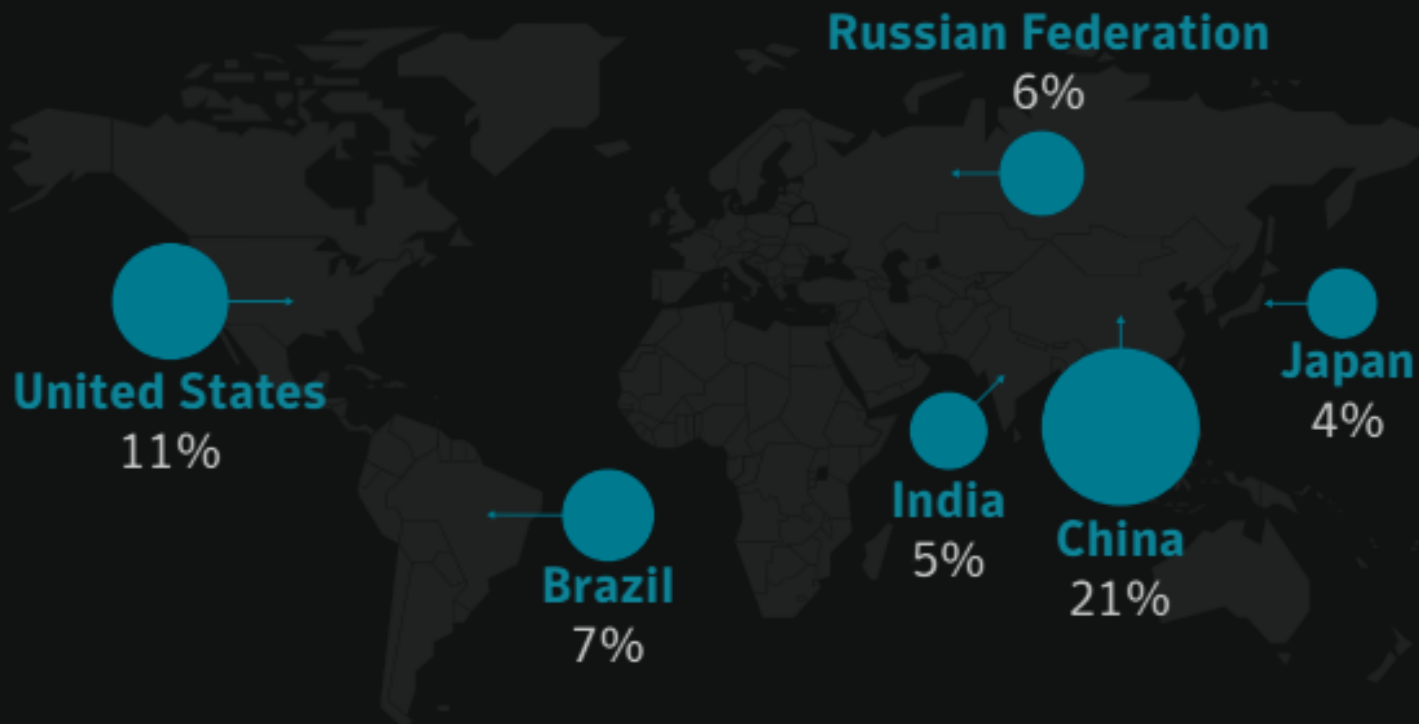 Russian Federation
6%
United States
11%
Japan
4%
India
5%
China
21%
Brazil
7%